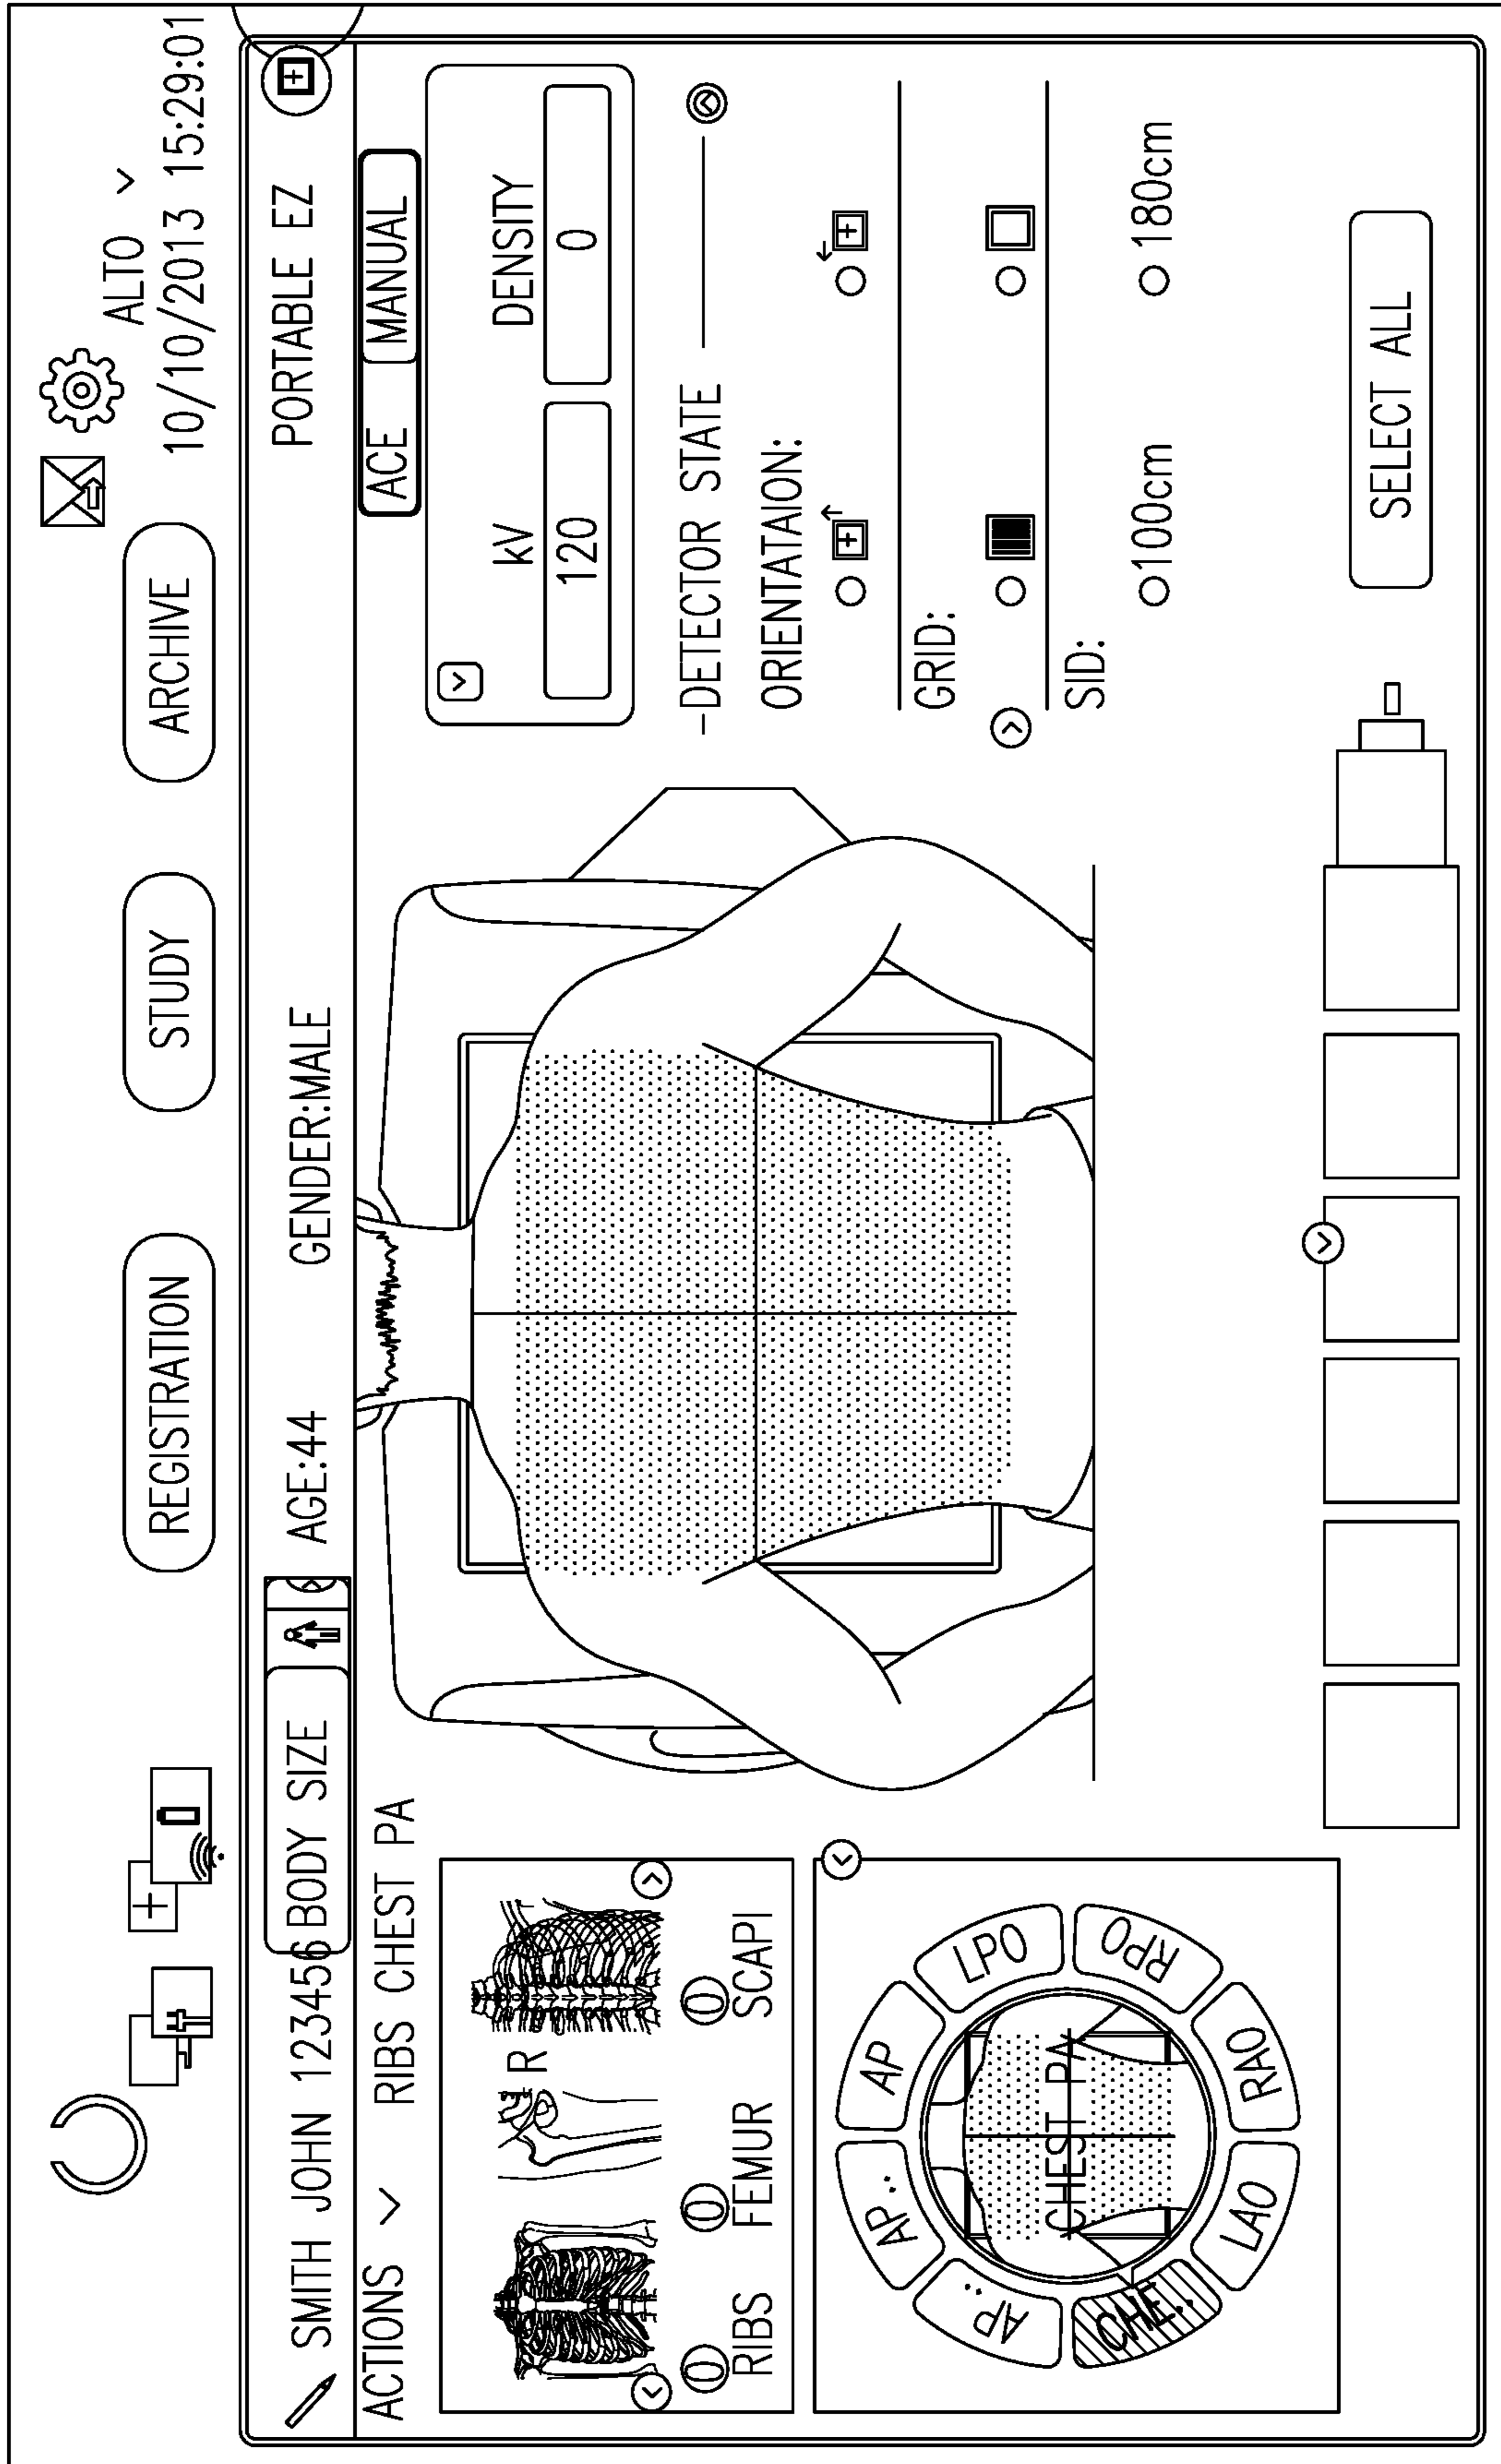 REGISTRATION STUDY ARCHIVE ALTO
10/10/2013 15:29:01
SMITH JOHN 123456 BODY SIZE AGE:44 GENDER:MALE PORTABLE EZ
ACTIONS RIBS CHEST PA
ACE MANUAL
kV DENSITY
120 0
R
RIBS FEMUR SCAPI
-DETECTOR STATE
ORIENTATAION:
GRID:
SID:
100cm 180cm
AP
AP..
AP..
LPO
RPO
CHEST PA
CHE..
LAO
RAO
SELECT ALL